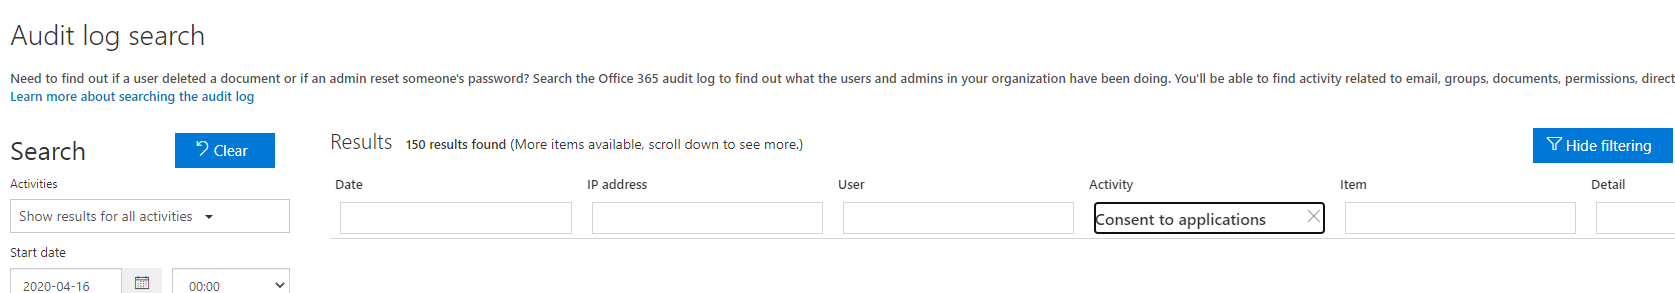 Audit log search
Need to find out if a user deleted a document or if an admin reset someone's password? Search the Office 365 audit log to find out what the users and admins in your organization have been doing. You'll be able to find activity related to email, groups, documents, permissions, direct
Learn more about searching the audit log
Search
Clear
Results 150 results found (More items available, scroll down to see more.)
Hide filtering
Activities
Date IP address User Activity Item Detail
Show results for all activities
Consent to applications
Start date
2020-04-16 00:00